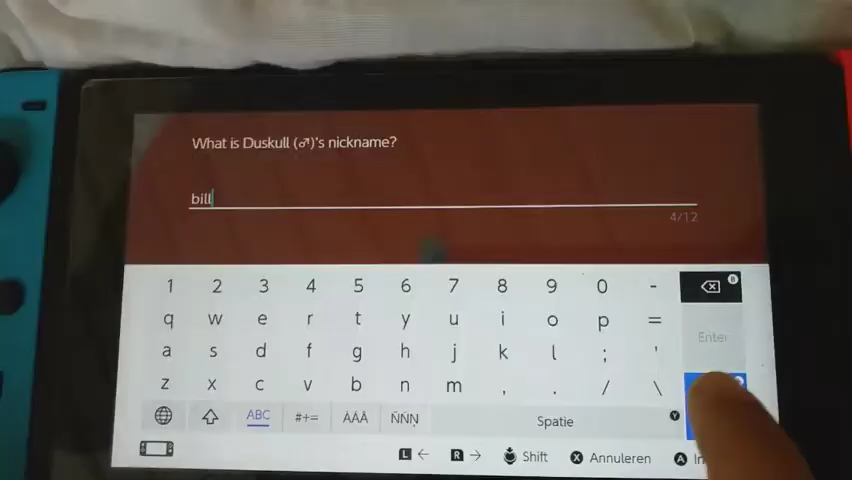 What is Duskull (♂)'s nickname?
bill
4/12
1 2 3 4 5 6 7 8 9 0 -
B
q w e r t y u i o p =
Enter
a s d f g h j k l ; '
z x c v b n m , . / \
ABC #+= ÀÁÂ ÑŇŅ Spatie Y
L ← R → Shift X Annuleren A